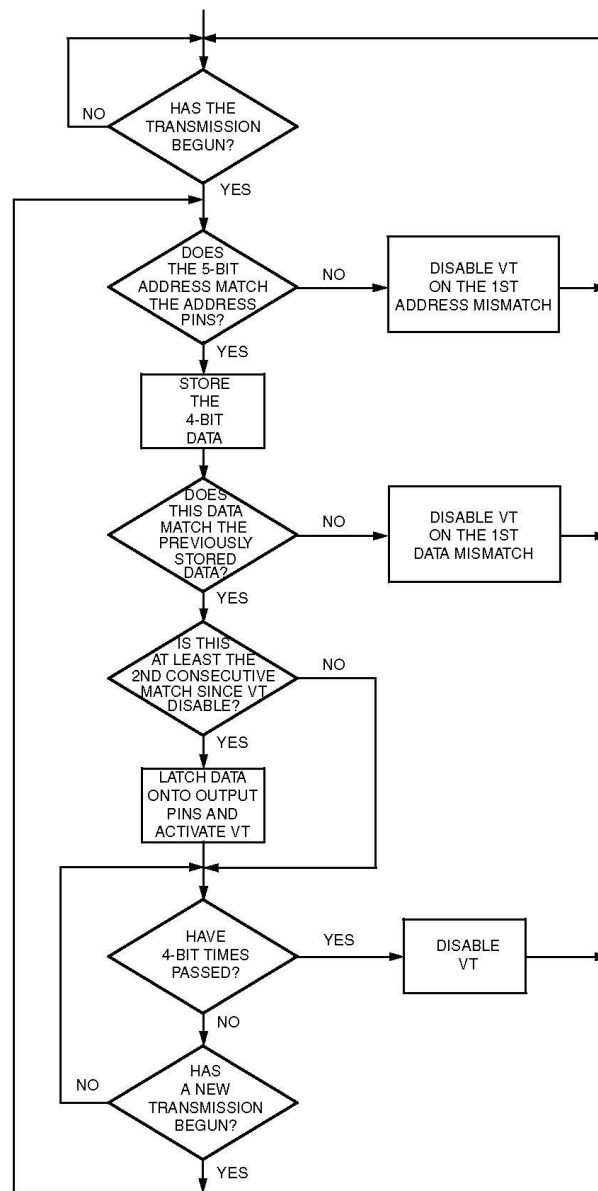 HAS THE
TRANSMISSION
BEGUN?
NO
YES
DOES
THE 5-BIT
ADDRESS MATCH
THE ADDRESS
PINS?
NO
DISABLE VT
ON THE 1ST
ADDRESS MISMATCH
YES
STORE
THE
4-BIT
DATA
DOES
THIS DATA
MATCH THE
PREVIOUSLY
STORED
DATA?
NO
DISABLE VT
ON THE 1ST
DATA MISMATCH
YES
IS THIS
AT LEAST THE
2ND CONSECUTIVE
MATCH SINCE VT
DISABLE?
NO
YES
LATCH DATA
ONTO OUTPUT
PINS AND
ACTIVATE VT
HAVE
4-BIT TIMES
PASSED?
YES
DISABLE
VT
NO
HAS
A NEW
TRANSMISSION
BEGUN?
NO
YES